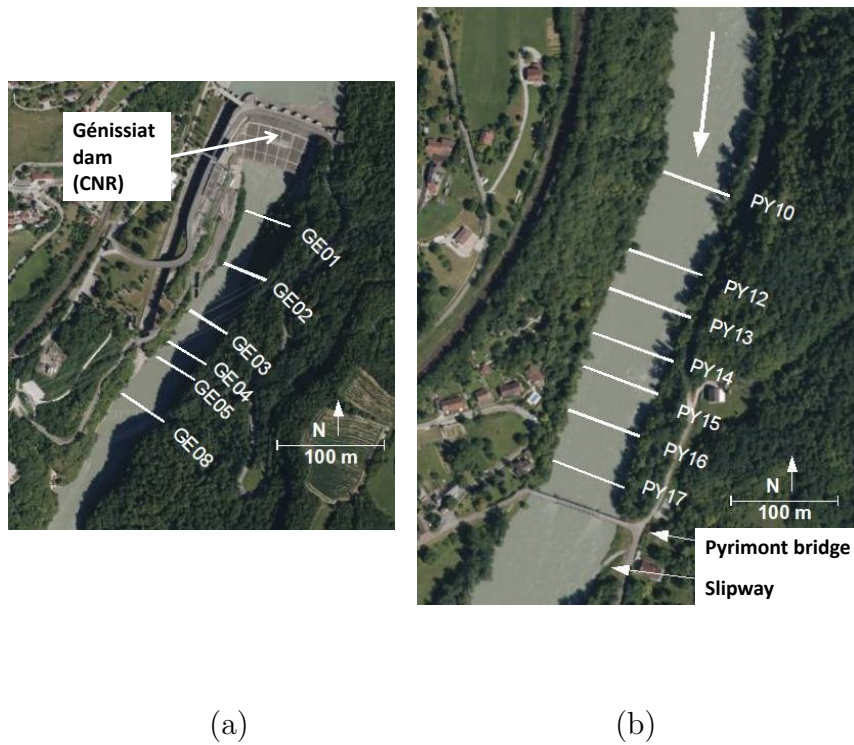 Génissiat
dam
(CNR)
GE01
GE02
GE03
GE04
GE05
GE08
N
100 m
PY10
PY12
PY13
PY14
PY15
PY16
PY17
N
100 m
Pyrimont bridge
Slipway
(a)
(b)